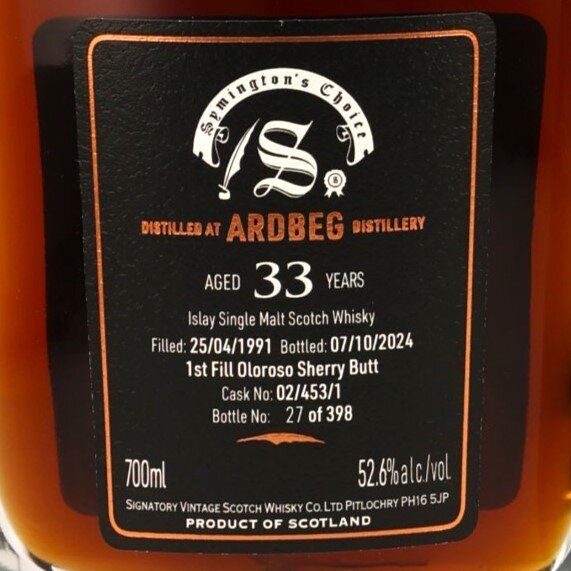 Symington's Choice
S.
DISTILLED AT ARDBEG DISTILLERY
AGED 33 YEARS
Islay Single Malt Scotch Whisky
Filled: 25/04/1991 Bottled: 07/10/2024
1st Fill Oloroso Sherry Butt
Cask No: 02/453/1
Bottle No: 27 of 398
700ml 52.6%alc./vol
SIGNATORY VINTAGE SCOTCH WHISKY CO. LTD PITLOCHRY PH16 5JP
PRODUCT OF SCOTLAND